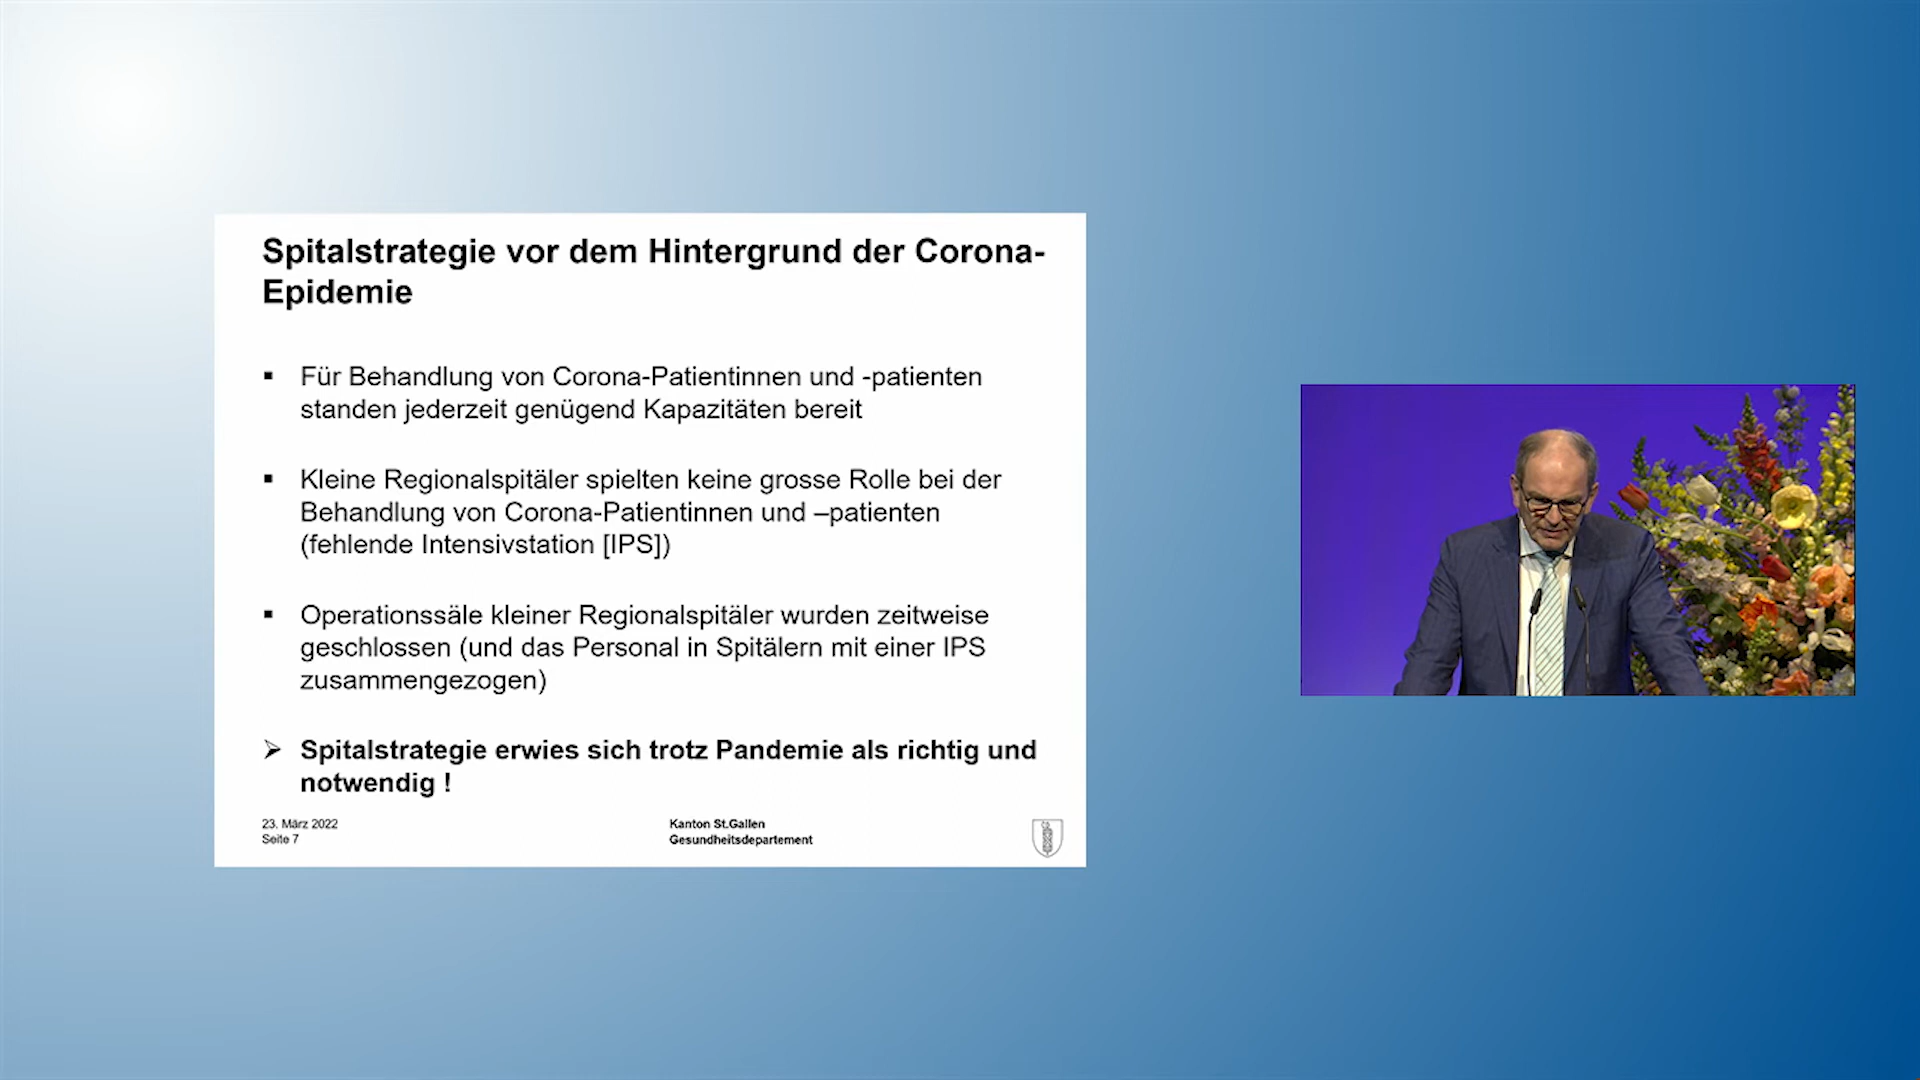 Spitalstrategie vor dem Hintergrund der Corona-
Epidemie
▪ Für Behandlung von Corona-Patientinnen und -patienten
standen jederzeit genügend Kapazitäten bereit
▪ Kleine Regionalspitäler spielten keine grosse Rolle bei der
Behandlung von Corona-Patientinnen und –patienten
(fehlende Intensivstation [IPS])
▪ Operationssäle kleiner Regionalspitäler wurden zeitweise
geschlossen (und das Personal in Spitälern mit einer IPS
zusammengezogen)
➢ Spitalstrategie erwies sich trotz Pandemie als richtig und
notwendig !
23. März 2022
Seite 7
Kanton St.Gallen
Gesundheitsdepartement